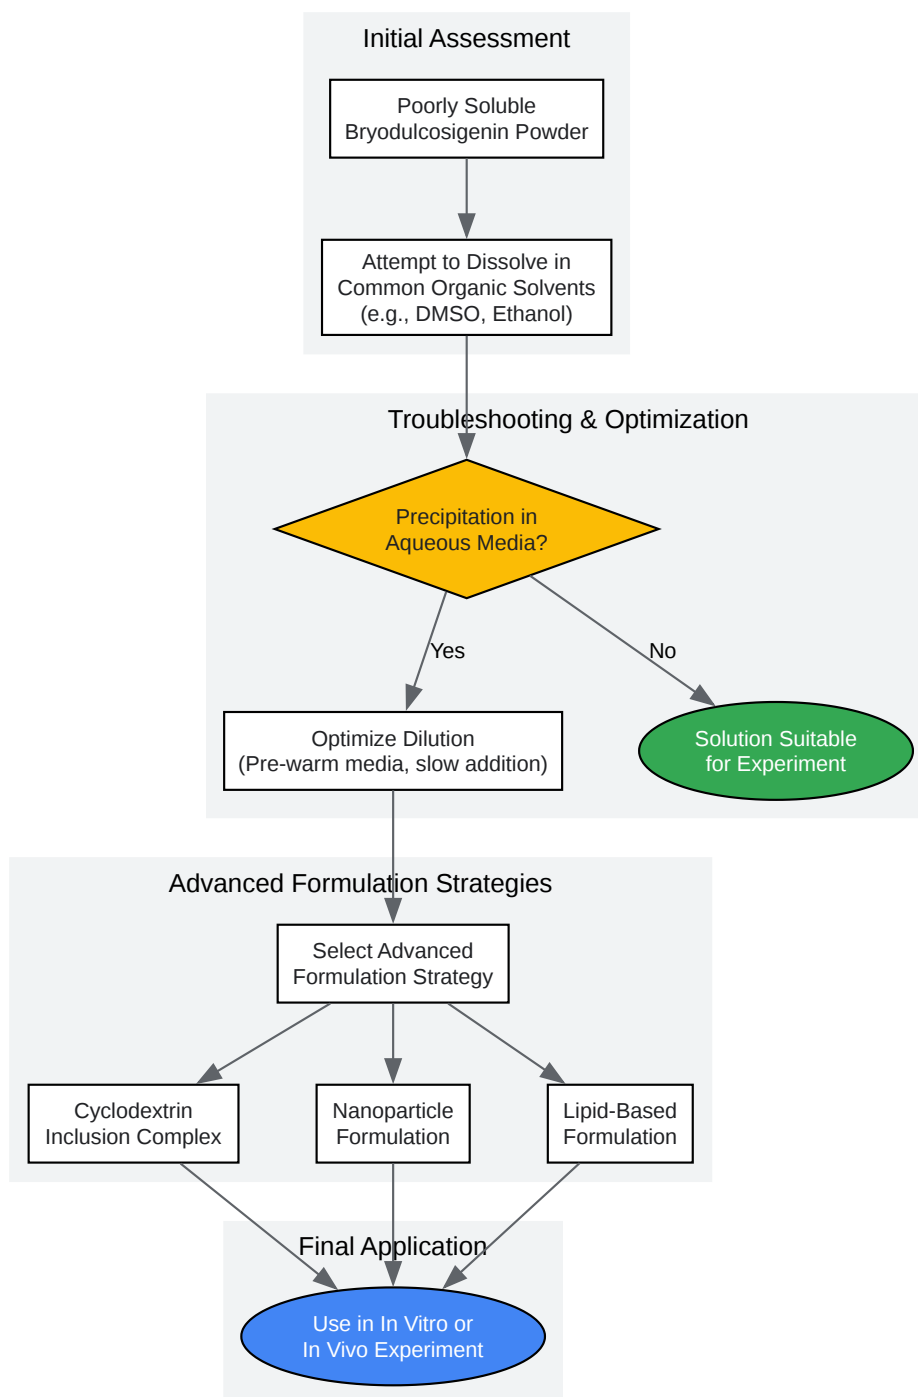 Initial Assessment
Poorly Soluble
Bryodulcosigenin Powder
Attempt to Dissolve in
Common Organic Solvents
(e.g., DMSO, Ethanol)
Troubleshooting & Optimization
Precipitation in
Aqueous Media?
Yes
No
Optimize Dilution
(Pre-warm media, slow addition)
Solution Suitable
for Experiment
Advanced Formulation Strategies
Select Advanced
Formulation Strategy
Cyclodextrin
Inclusion Complex
Nanoparticle
Formulation
Lipid-Based
Formulation
Final Application
Use in In Vitro or
In Vivo Experiment